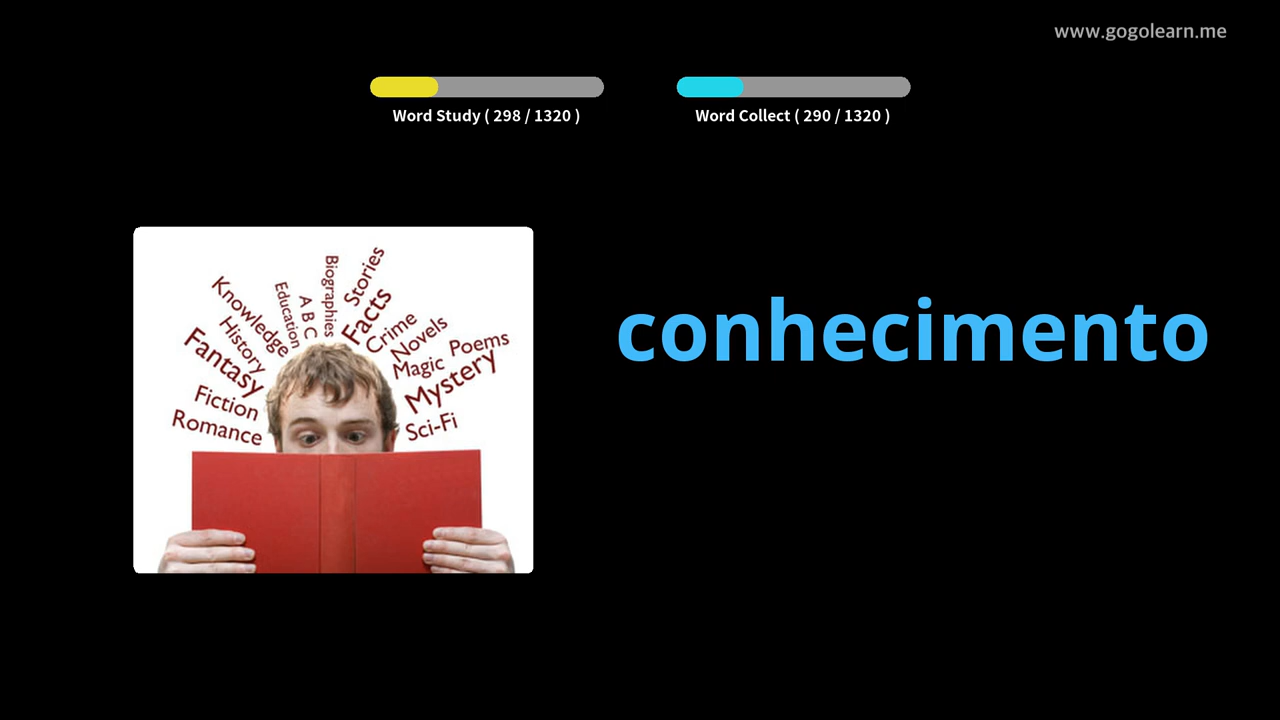 www.gogolearn.me
Word Study ( 298 / 1320 )
Word Collect ( 290 / 1320 )
conhecimento
Knowledge
Education
A B C
Biographies
Stories
Facts
Crime
Novels
Poems
Magic
Mystery
Sci-Fi
History
Fantasy
Fiction
Romance